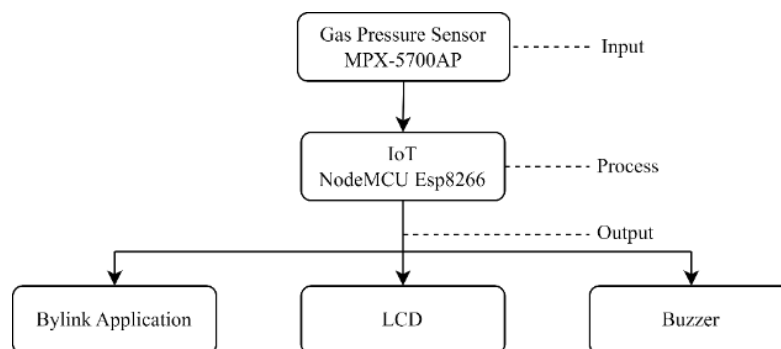 Gas Pressure Sensor
MPX-5700AP
Input
IoT
NodeMCU Esp8266
Process
Output
Bylink Application
LCD
Buzzer